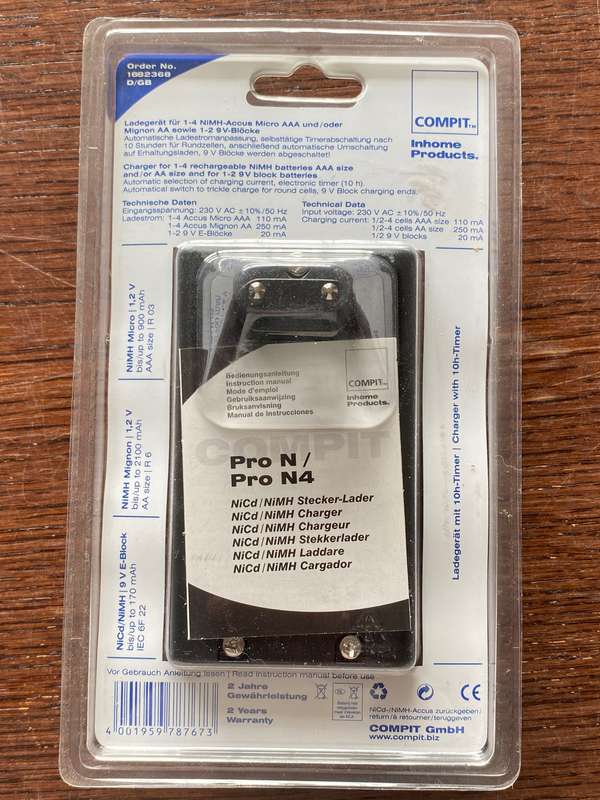 Order No.
1882368
D/GB
COMPIT™
Inhome
Products.
Ladegerät für 1-4 NiMH-Accus Micro AAA und/oder
Mignon AA sowie 1-2 9V-Blöcke
Automatische Ladestromanpassung, selbsttätige Timerabschaltung nach
10 Stunden für Rundzellen, anschließend automatische Umschaltung
auf Erhaltungsladen, 9 V-Blöcke werden abgeschaltet!
Charger for 1-4 rechargeable NiMH batteries AAA size
and/or AA size and for 1-2 9V block batteries
Automatic selection of charging current, electronic timer (10 h).
Automatical switch to trickle charge for round cells, 9 V Block charging ends.
Technische Daten
Eingangsspannung: 230 V AC ±10%/50 Hz
Ladestrom: 1-4 Accus Micro AAA 110 mA
1-4 Accus Mignon AA 250 mA
1-2 9 V E-Blöcke 20 mA
Technical Data
Input voltage: 230 V AC ±10%/50 Hz
Charging current: 1/2-4 cells AAA size 110 mA
1/2-4 cells AA size 250 mA
1/2 9V blocks 20 mA
NiMH Micro | 1,2 V
bis/up to 900 mAh
AAA size | R 03
NiMH Mignon | 1,2 V
bis/up to 2100 mAh
AA size | R 6
NiCd/NiMH | 9 V E-Block
bis/up to 170 mAh
IEC 6F 22
Bedienungsanleitung
Instruction manual
Mode d'emploi
Gebruiksaanwijzing
Bruksanvisning
Manual de Instrucciones
COMPIT™
Inhome
Products.
COMPIT
Pro N /
Pro N4
NiCd/NiMH Stecker-Lader
NiCd/NiMH Charger
NiCd/NiMH Chargeur
NiCd/NiMH Stekkerlader
NiCd/NiMH Laddare
NiCd/NiMH Cargador
Ladegerät mit 10h-Timer | Charger with 10h-Timer
Vor Gebrauch Anleitung lesen | Read instruction manual before use
4 001959 787673
2 Jahre
Gewährleistung
2 Years
Warranty
CE
NiCd-/NiMH-Accus zurückgeben/
return/à retourner/teruggeven
COMPIT GmbH
www.compit.biz